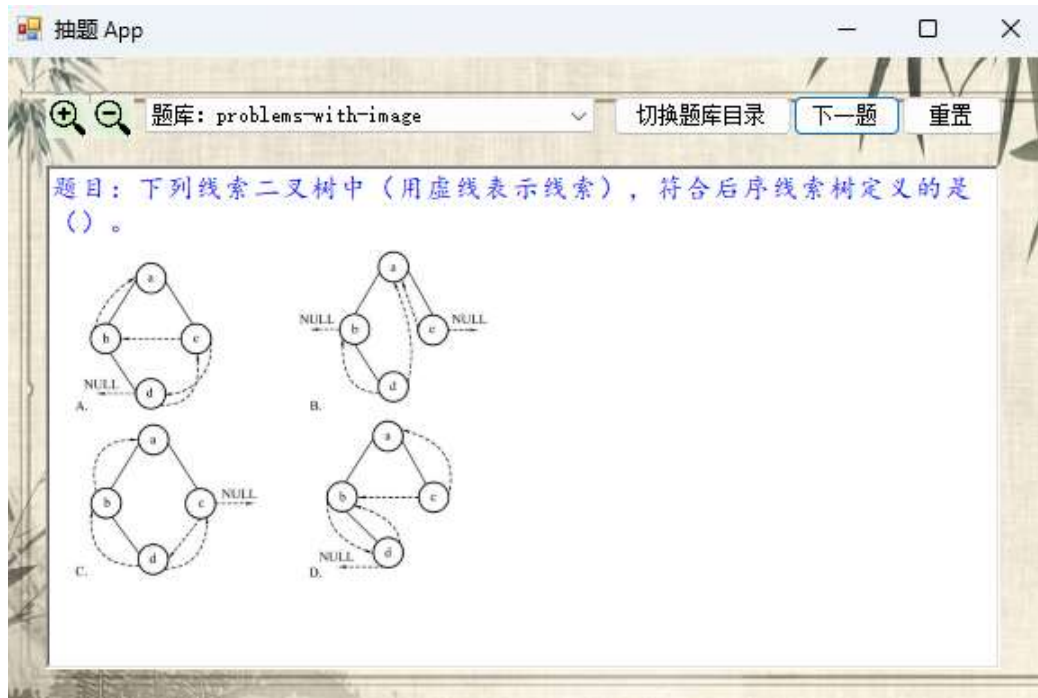 抽题 App
题库：problems-with-image
切换题库目录
下一题
重置
题目：下列线索二叉树中（用虚线表示线索），符合后序线索树定义的是
（）。
a
b
c
NULL
d
A.
a
NULL
b
c
NULL
d
B.
a
b
c
NULL
d
C.
a
b
c
NULL
d
D.